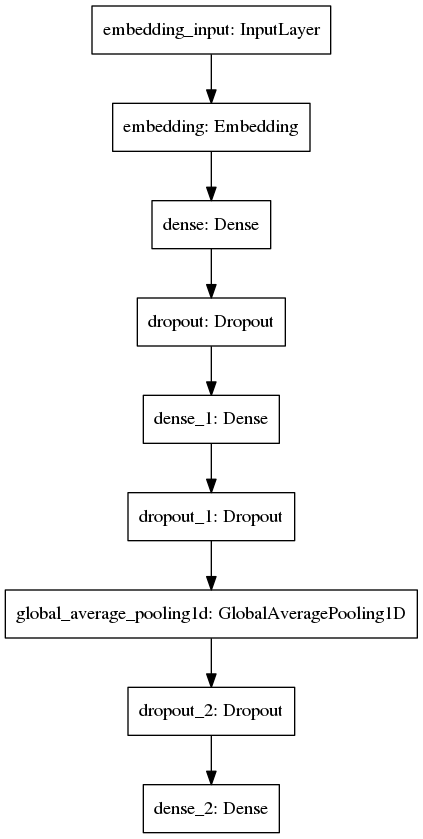 embedding_input: InputLayer
embedding: Embedding
dense: Dense
dropout: Dropout
dense_1: Dense
dropout_1: Dropout
global_average_pooling1d: GlobalAveragePooling1D
dropout_2: Dropout
dense_2: Dense